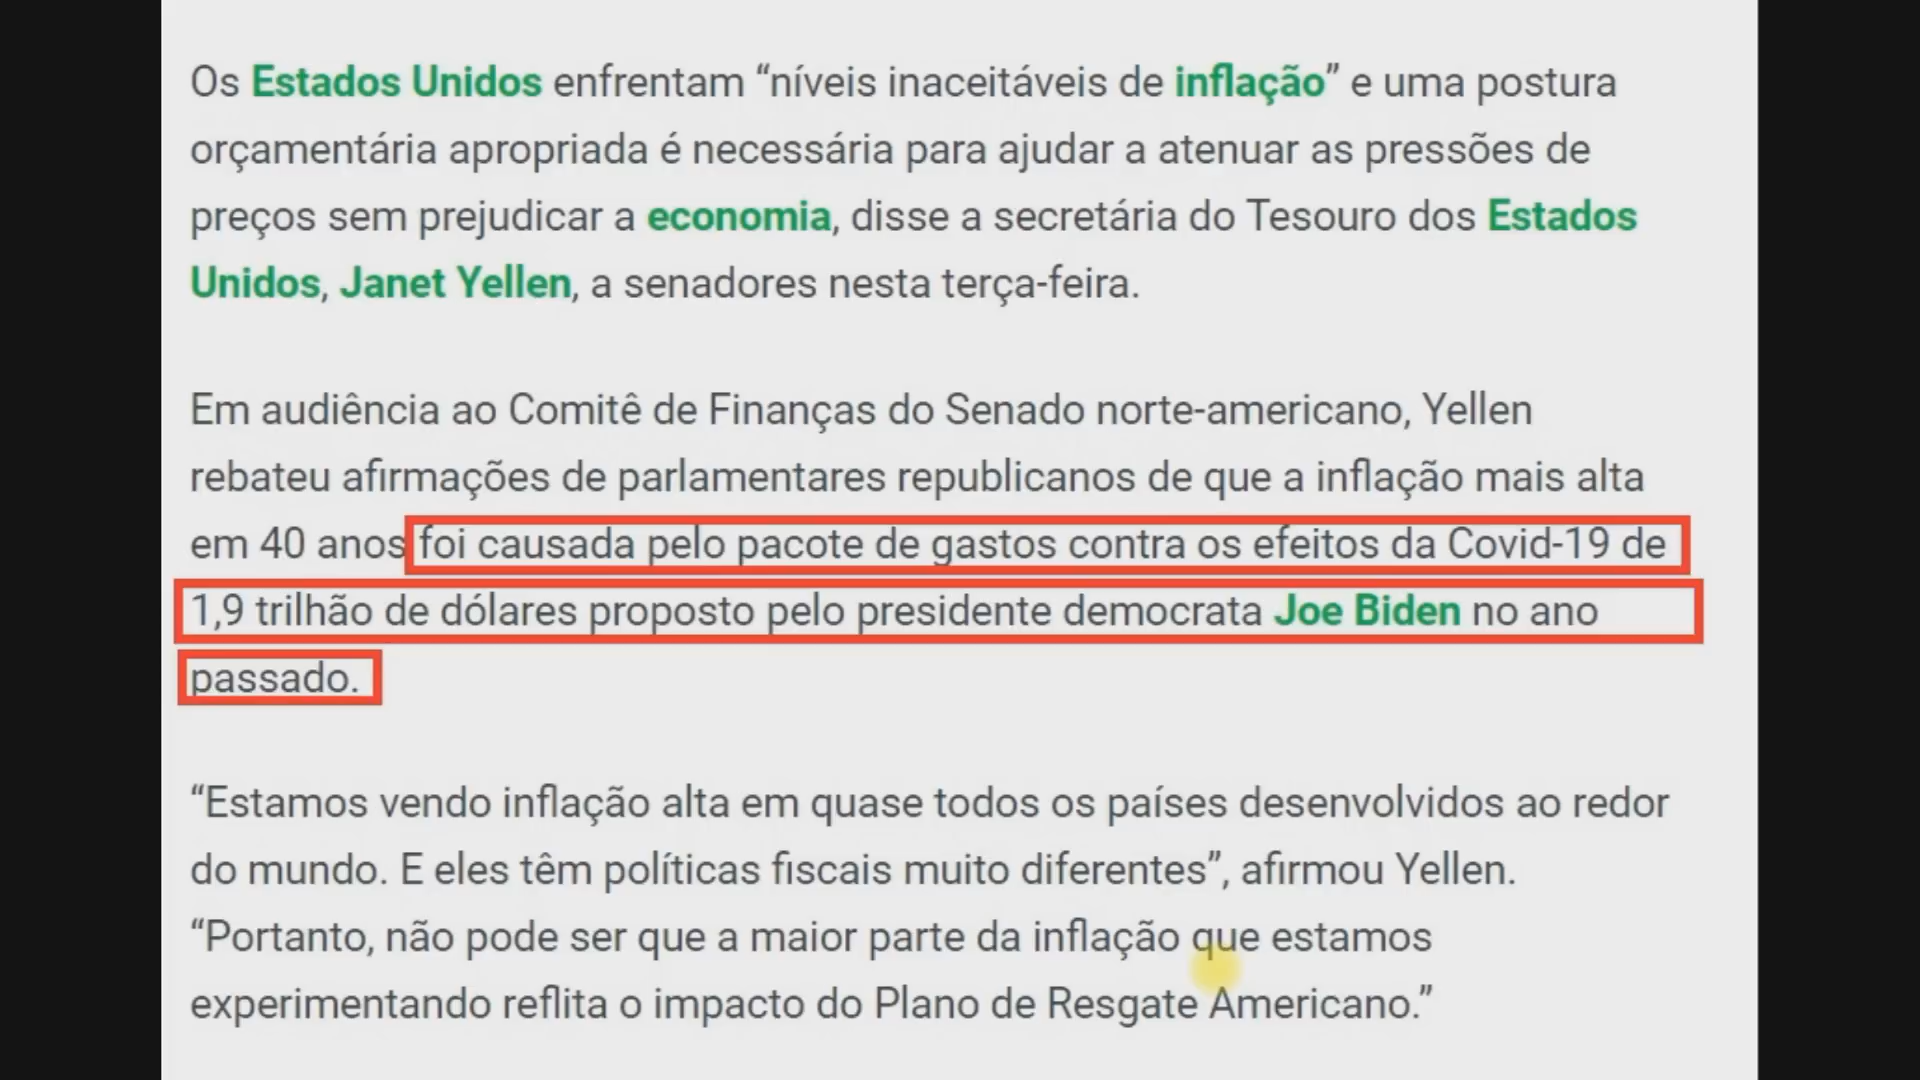 Os Estados Unidos enfrentam “níveis inaceitáveis de inflação” e uma postura
orçamentária apropriada é necessária para ajudar a atenuar as pressões de
preços sem prejudicar a economia, disse a secretária do Tesouro dos Estados
Unidos, Janet Yellen, a senadores nesta terça-feira.
Em audiência ao Comitê de Finanças do Senado norte-americano, Yellen
rebateu afirmações de parlamentares republicanos de que a inflação mais alta
em 40 anos foi causada pelo pacote de gastos contra os efeitos da Covid-19 de
1,9 trilhão de dólares proposto pelo presidente democrata Joe Biden no ano
passado.
“Estamos vendo inflação alta em quase todos os países desenvolvidos ao redor
do mundo. E eles têm políticas fiscais muito diferentes”, afirmou Yellen.
“Portanto, não pode ser que a maior parte da inflação que estamos
experimentando reflita o impacto do Plano de Resgate Americano.”